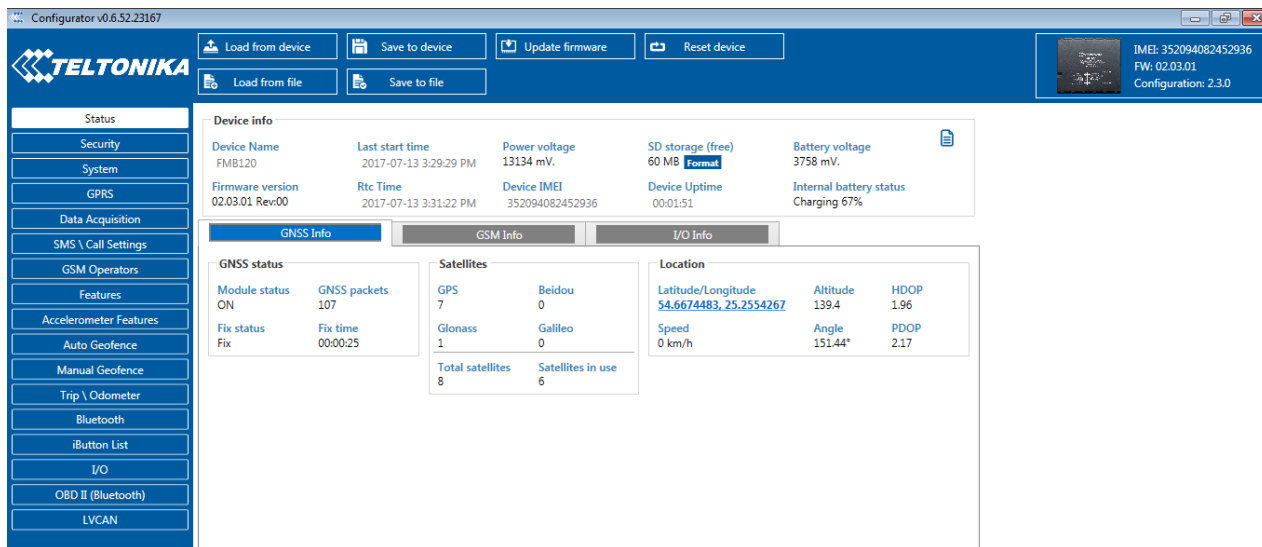 Configurator v0.6.52.23167
TELTONIKA
Load from device
Save to device
Update firmware
Reset device
Load from file
Save to file
IMEI: 352094082452936
FW: 02.03.01
Configuration: 2.3.0
Status
Security
System
GPRS
Data Acquisition
SMS \ Call Settings
GSM Operators
Features
Accelerometer Features
Auto Geofence
Manual Geofence
Trip \ Odometer
Bluetooth
iButton List
I/O
OBD II (Bluetooth)
LVCAN
Device info
Device Name
FMB120
Last start time
2017-07-13 3:29:29 PM
Power voltage
13134 mV.
SD storage (free)
60 MB Format
Battery voltage
3758 mV.
Firmware version
02.03.01 Rev:00
Rtc Time
2017-07-13 3:31:22 PM
Device IMEI
352094082452936
Device Uptime
00:01:51
Internal battery status
Charging 67%
GNSS Info
GSM Info
I/O Info
GNSS status
Module status
ON
GNSS packets
107
Fix status
Fix
Fix time
00:00:25
Satellites
GPS
7
Beidou
0
Glonass
1
Galileo
0
Total satellites
8
Satellites in use
6
Location
Latitude/Longitude
54.6674483, 25.2554267
Altitude
139.4
HDOP
1.96
Speed
0 km/h
Angle
151.44°
PDOP
2.17